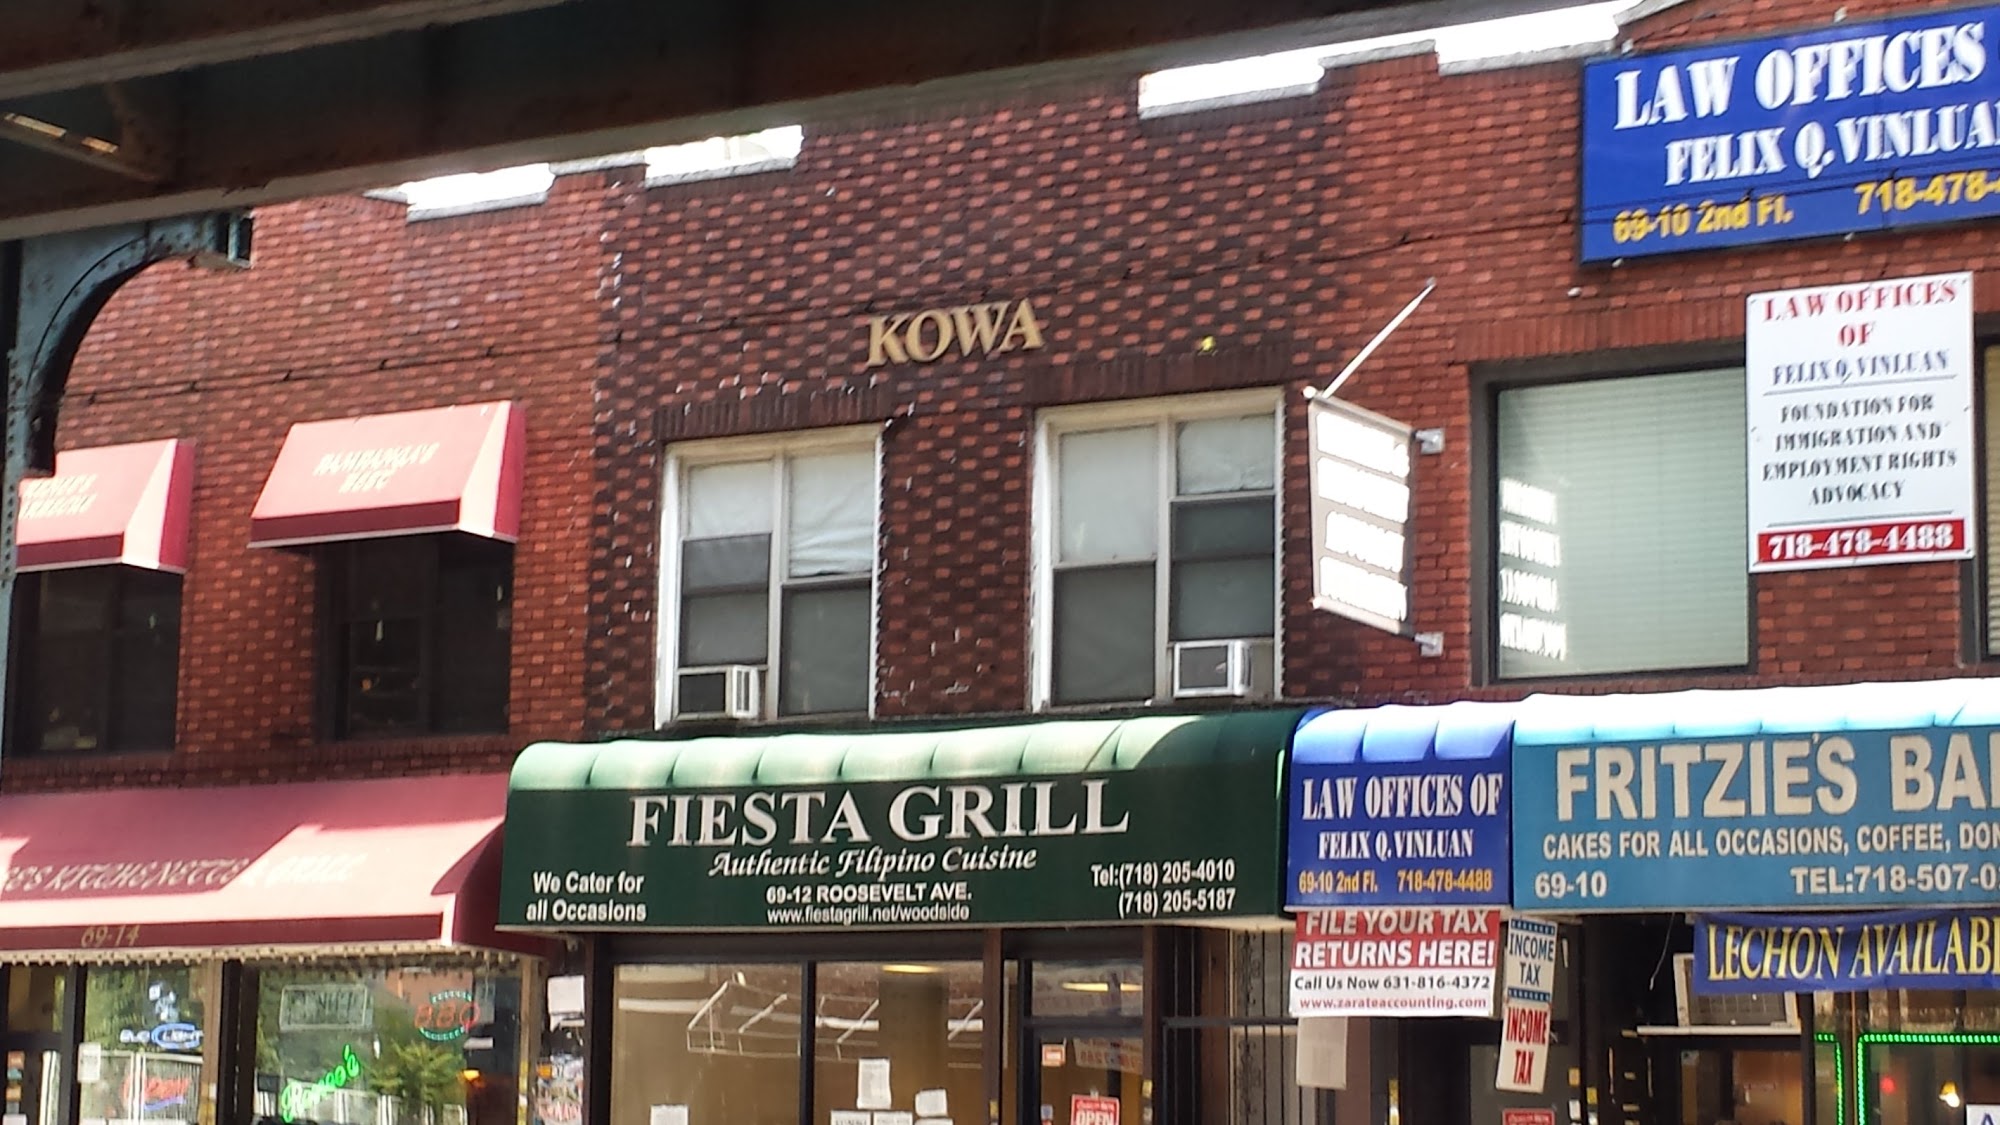 LAW OFFICES
FELIX Q. VINLUAN
69-10 2nd Fl. 718-478-
KOWA
LAW OFFICES
OF
FELIX Q. VINLUAN
FOUNDATION FOR
IMMIGRATION AND
EMPLOYMENT RIGHTS
ADVOCACY
718-478-4488
69-14
BUD LIGHT
BBQ
Romeo's
FIESTA GRILL
Authentic Filipino Cuisine
We Cater for
all Occasions
69-12 ROOSEVELT AVE.
www.fiestagrill.net/woodside
Tel:(718) 205-4010
(718) 205-5187
OPEN
LAW OFFICES OF
FELIX Q. VINLUAN
69-10 2nd Fl. 718-478-4488
FILE YOUR TAX
RETURNS HERE!
Call Us Now 631-816-4372
www.zarateaccounting.com
INCOME
TAX
INCOME
TAX
FRITZIE'S BA
CAKES FOR ALL OCCASIONS, COFFEE, DON
69-10 TEL:718-507-0
LECHON AVAILAB